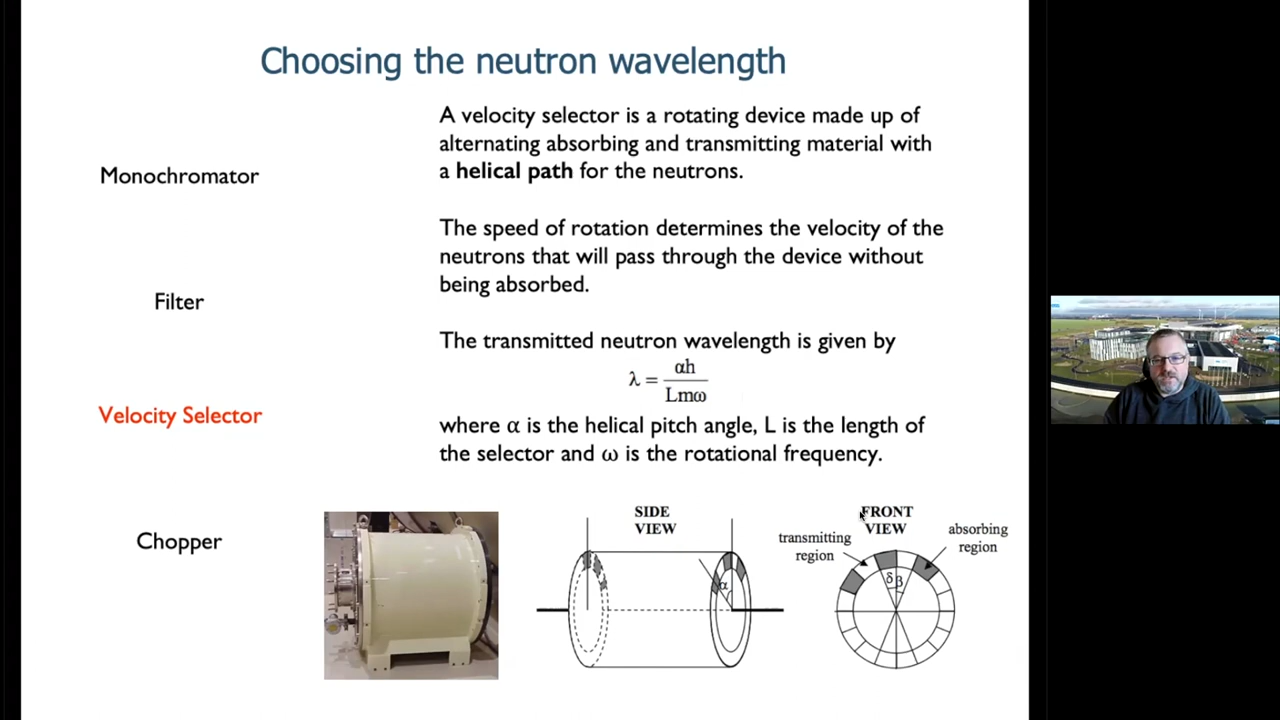 Choosing the neutron wavelength
Monochromator
Filter
Velocity Selector
Chopper
A velocity selector is a rotating device made up of
alternating absorbing and transmitting material with
a helical path for the neutrons.
The speed of rotation determines the velocity of the
neutrons that will pass through the device without
being absorbed.
The transmitted neutron wavelength is given by
λ = αh / Lmω
where α is the helical pitch angle, L is the length of
the selector and ω is the rotational frequency.
SIDE
VIEW
α
FRONT
VIEW
transmitting
region
absorbing
region
δ β